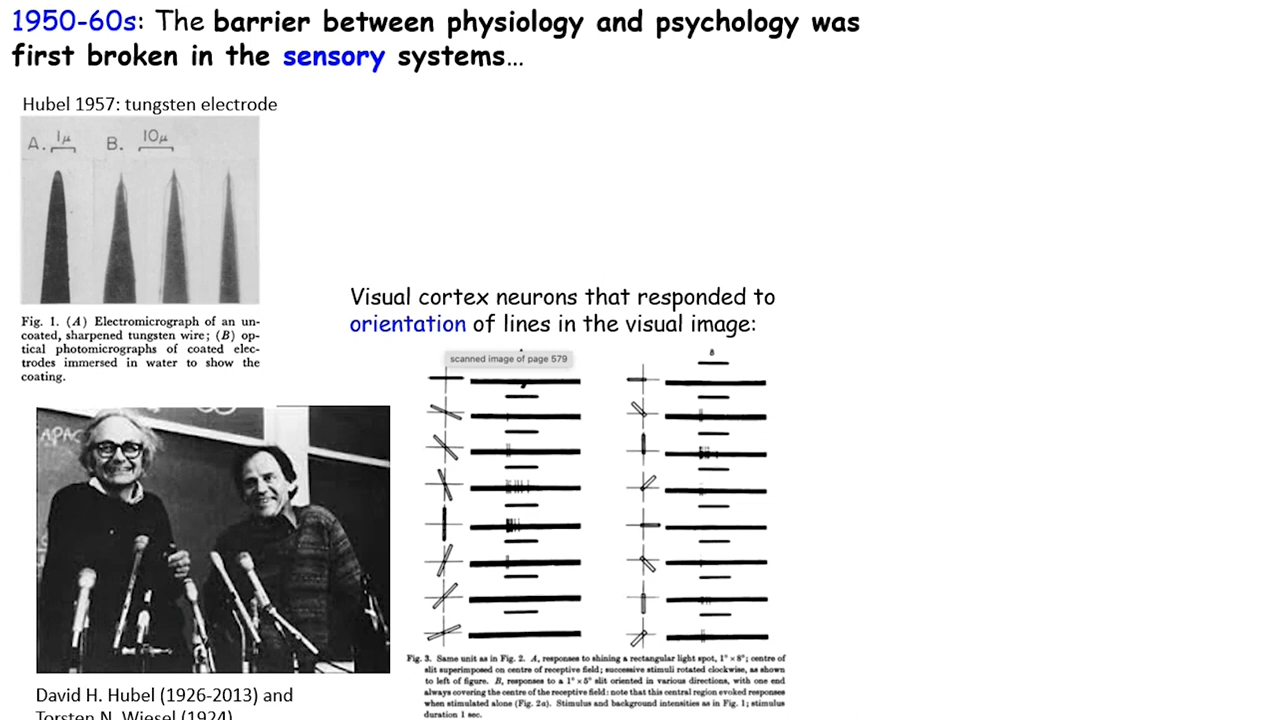 1950-60s: The barrier between physiology and psychology was
first broken in the sensory systems…
Hubel 1957: tungsten electrode
A. 1μ B. 10μ
Fig. 1. (A) Electromicrograph of an un-
coated, sharpened tungsten wire; (B) op-
tical photomicrographs of coated elec-
trodes immersed in water to show the
coating.
Visual cortex neurons that responded to
orientation of lines in the visual image:
scanned image of page 579
B
APAC
Fig. 3. Same unit as in Fig. 2. A, responses to shining a rectangular light spot, 1° × 8°; centre of
slit superimposed on centre of receptive field; successive stimuli rotated clockwise, as shown
to left of figure. B, responses to a 1° × 5° slit oriented in various directions, with one end
always covering the centre of the receptive field: note that this central region evoked responses
when stimulated alone (Fig. 2a). Stimulus and background intensities as in Fig. 1; stimulus
duration 1 sec.
David H. Hubel (1926-2013) and
Torsten N. Wiesel (1924)